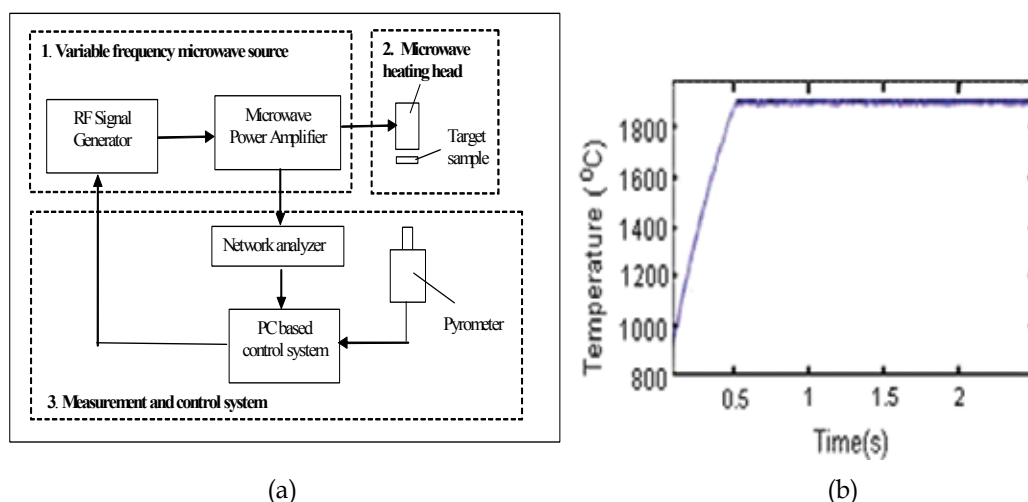 1. Variable frequency microwave source
2. Microwave
heating head
RF Signal
Generator
Microwave
Power Amplifier
Target
sample
Network analyzer
Pyrometer
PC based
control system
3. Measurement and control system
(a)
Temperature (°C)
1800
1600
1400
1200
1000
800
0.5
1
1.5
2
Time(s)
(b)